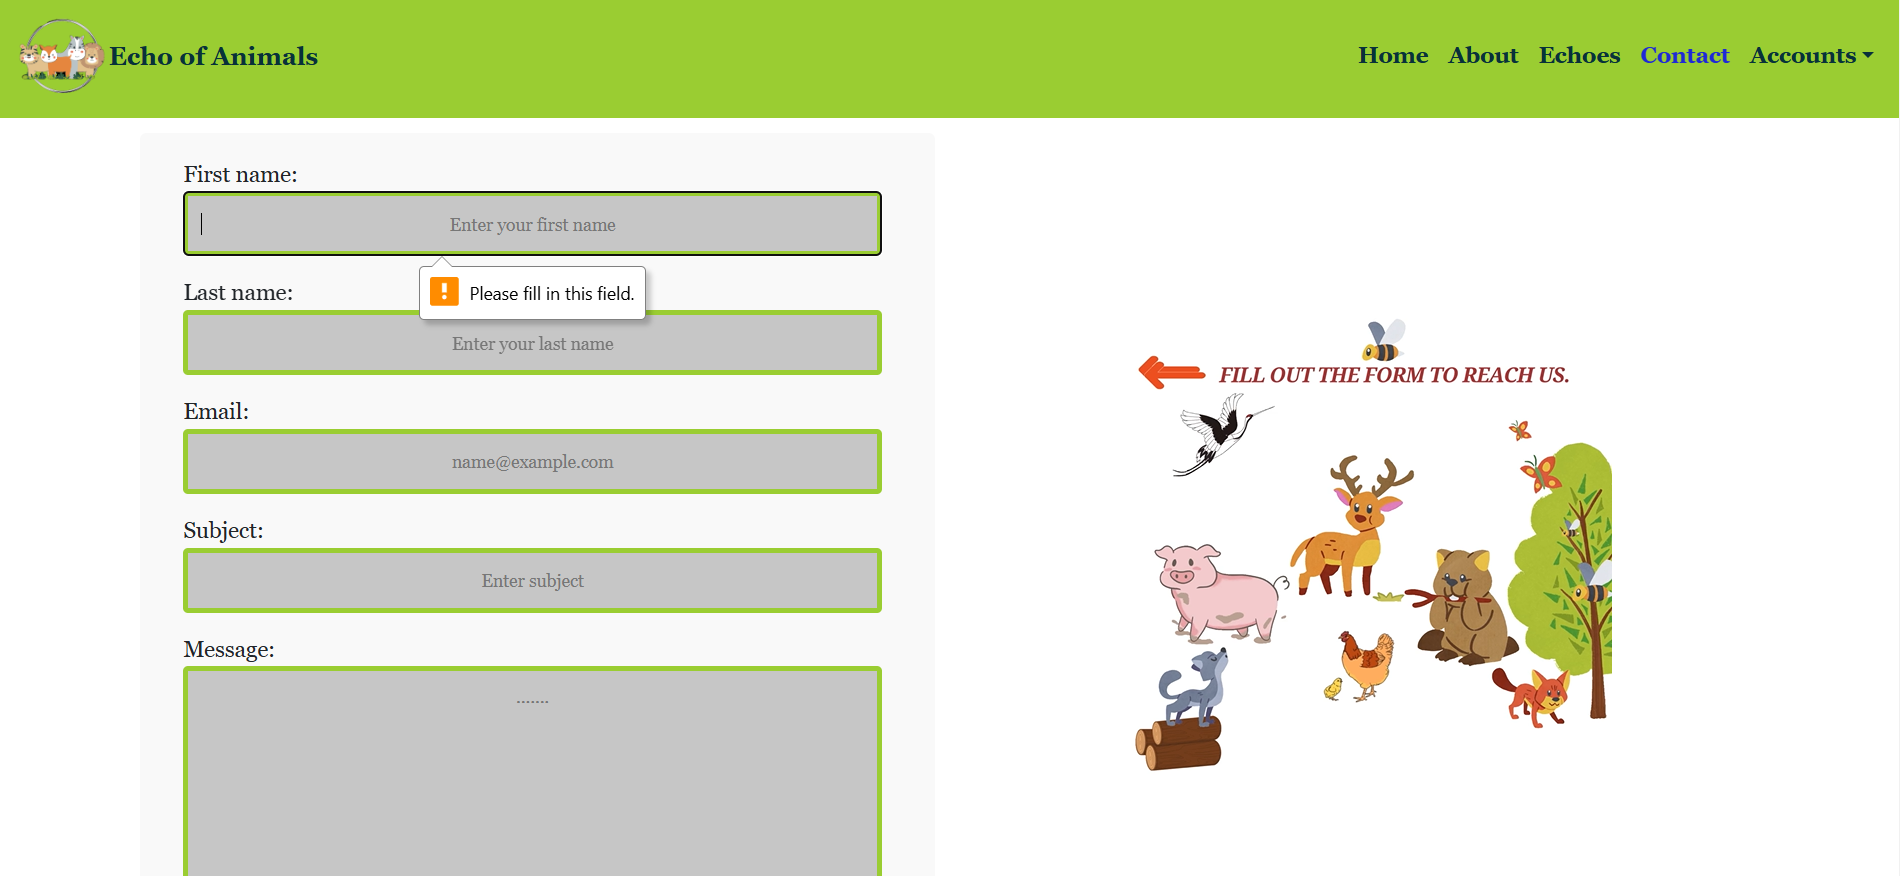 Echo of Animals
Home About Echoes Contact Accounts
First name:
Enter your first name
Please fill in this field.
Last name:
Enter your last name
Email:
name@example.com
Subject:
Enter subject
Message:
.......
FILL OUT THE FORM TO REACH US.